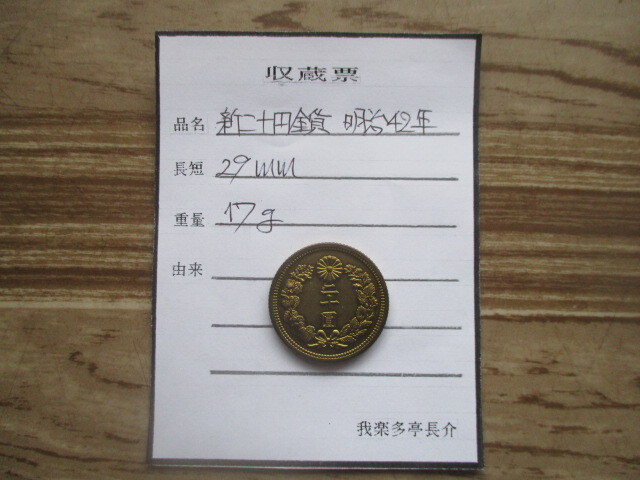 収蔵票
品名 新二十円金貨 明治42年
長短 29mm
重量 17g
由来
二十圓
我楽多亭長介